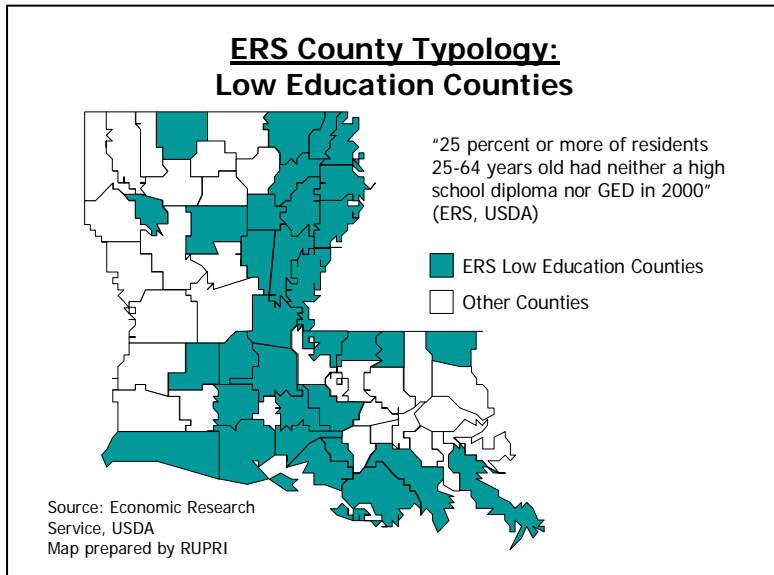 ERS County Typology:
Low Education Counties
"25 percent or more of residents
25-64 years old had neither a high
school diploma nor GED in 2000"
(ERS, USDA)
ERS Low Education Counties
Other Counties
Source: Economic Research
Service, USDA
Map prepared by RUPRI